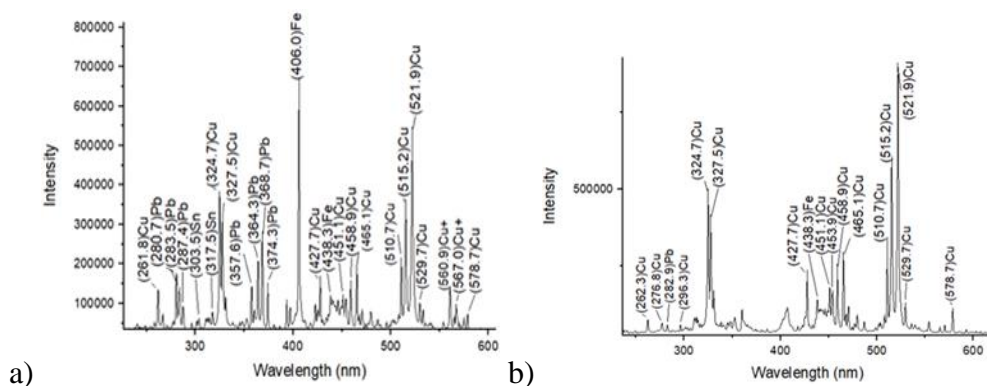 a)
Intensity
800000
700000
600000
500000
400000
300000
200000
100000
0
(261.8)Cu
(280.7)Pb
(283.5)Pb
(287.4)Pb
(303.5)Sn
(317.5)Sn
(324.7)Cu
(327.5)Cu
(357.6)Pb
(364.3)Pb
(368.7)Pb
(374.3)Pb
(406.0)Fe
(427.7)Cu
(438.3)Fe
(451.1)Cu
(458.9)Cu
(465.1)Cu
(510.7)Cu
(515.2)Cu
(521.9)Cu
(529.7)Cu
(560.9)Cu+
(567.0)Cu+
(578.7)Cu
300 400 500 600
Wavelength (nm)
b)
Intensity
500000
(262.3)Cu
(276.8)Cu
(282.9)Pb
(296.3)Cu
(324.7)Cu
(327.5)Cu
(427.7)Cu
(438.3)Fe
(451.1)Cu
(453.9)Cu
(458.9)Cu
(465.1)Cu
(510.7)Cu
(515.2)Cu
(521.9)Cu
(529.7)Cu
(578.7)Cu
300 400 500 600
Wavelength (nm)